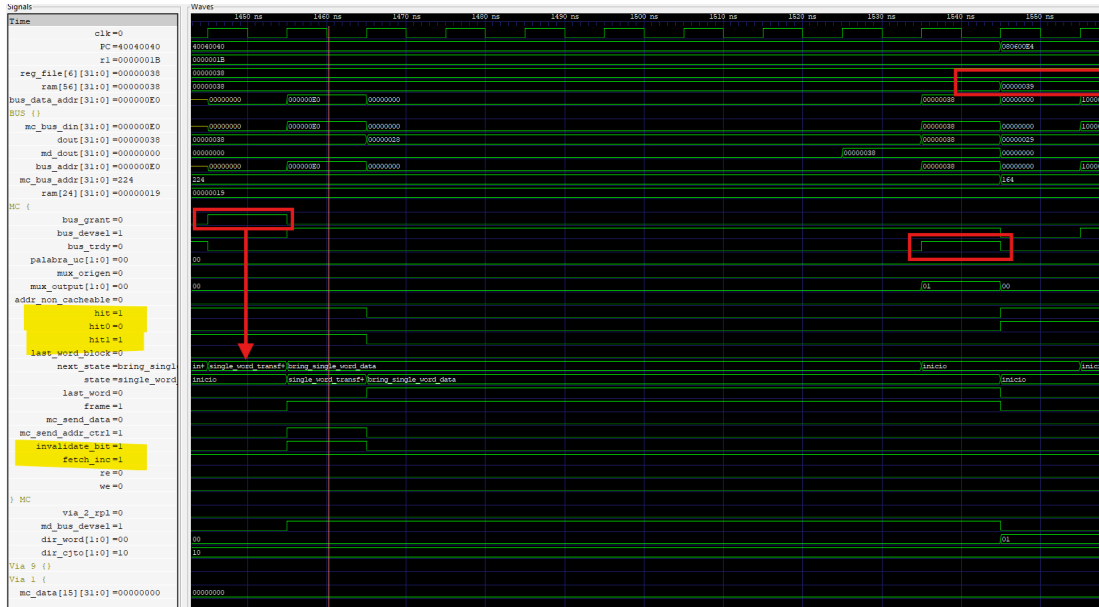 Signals
Waves
Time
1450 ns 1460 ns 1470 ns 1480 ns 1490 ns 1500 ns 1510 ns 1520 ns 1530 ns 1540 ns 1550 ns
clk=0
PC=40040040 40040040 080600E4
r1=0000001B 0000001B
reg_file[6][31:0]=00000038 00000038
ram[56][31:0]=00000038 00000038 00000039
bus_data_addr[31:0]=000000E0 00000000 000000E0 00000000 00000038 00000000 1000
BUS {}
mc_bus_din[31:0]=000000E0 00000000 000000E0 00000000 00000038 00000000 1000
dout[31:0]=00000038 00000038 00000028 00000038 00000029
md_dout[31:0]=00000000 00000000 00000038 00000000
bus_addr[31:0]=000000E0 00000000 000000E0 00000000 00000038 00000000 1000
mc_bus_addr=224 224 164
ram[24][31:0]=00000019 00000019
MC {
bus_grant=0
bus_devsel=1
bus_trdy=0
palabra_uc[1:0]=00 00
mux_origen=0
mux_output[1:0]=00 00 01 00
addr_non_cacheable=0
hit=1
hit0=0
hit1=1
last_word_block=0
next_state=bring_singl in+ single_word_transf+ bring_single_word_data inicio inic
state=single_word_ inicio single_word_transf+ bring_single_word_data inicio
last_word=0
frame=1
mc_send_data=0
mc_send_addr_ctrl=1
invalidate_bit=1
fetch_inc=1
re=0
we=0
} MC
via_2_rpl=00
md_bus_devsel=1
dir_word[1:0]=00 00 01
dir_cjto[1:0]=10 10
Via 9 {}
Via 1 {
mc_data[15][31:0]=00000000 00000000